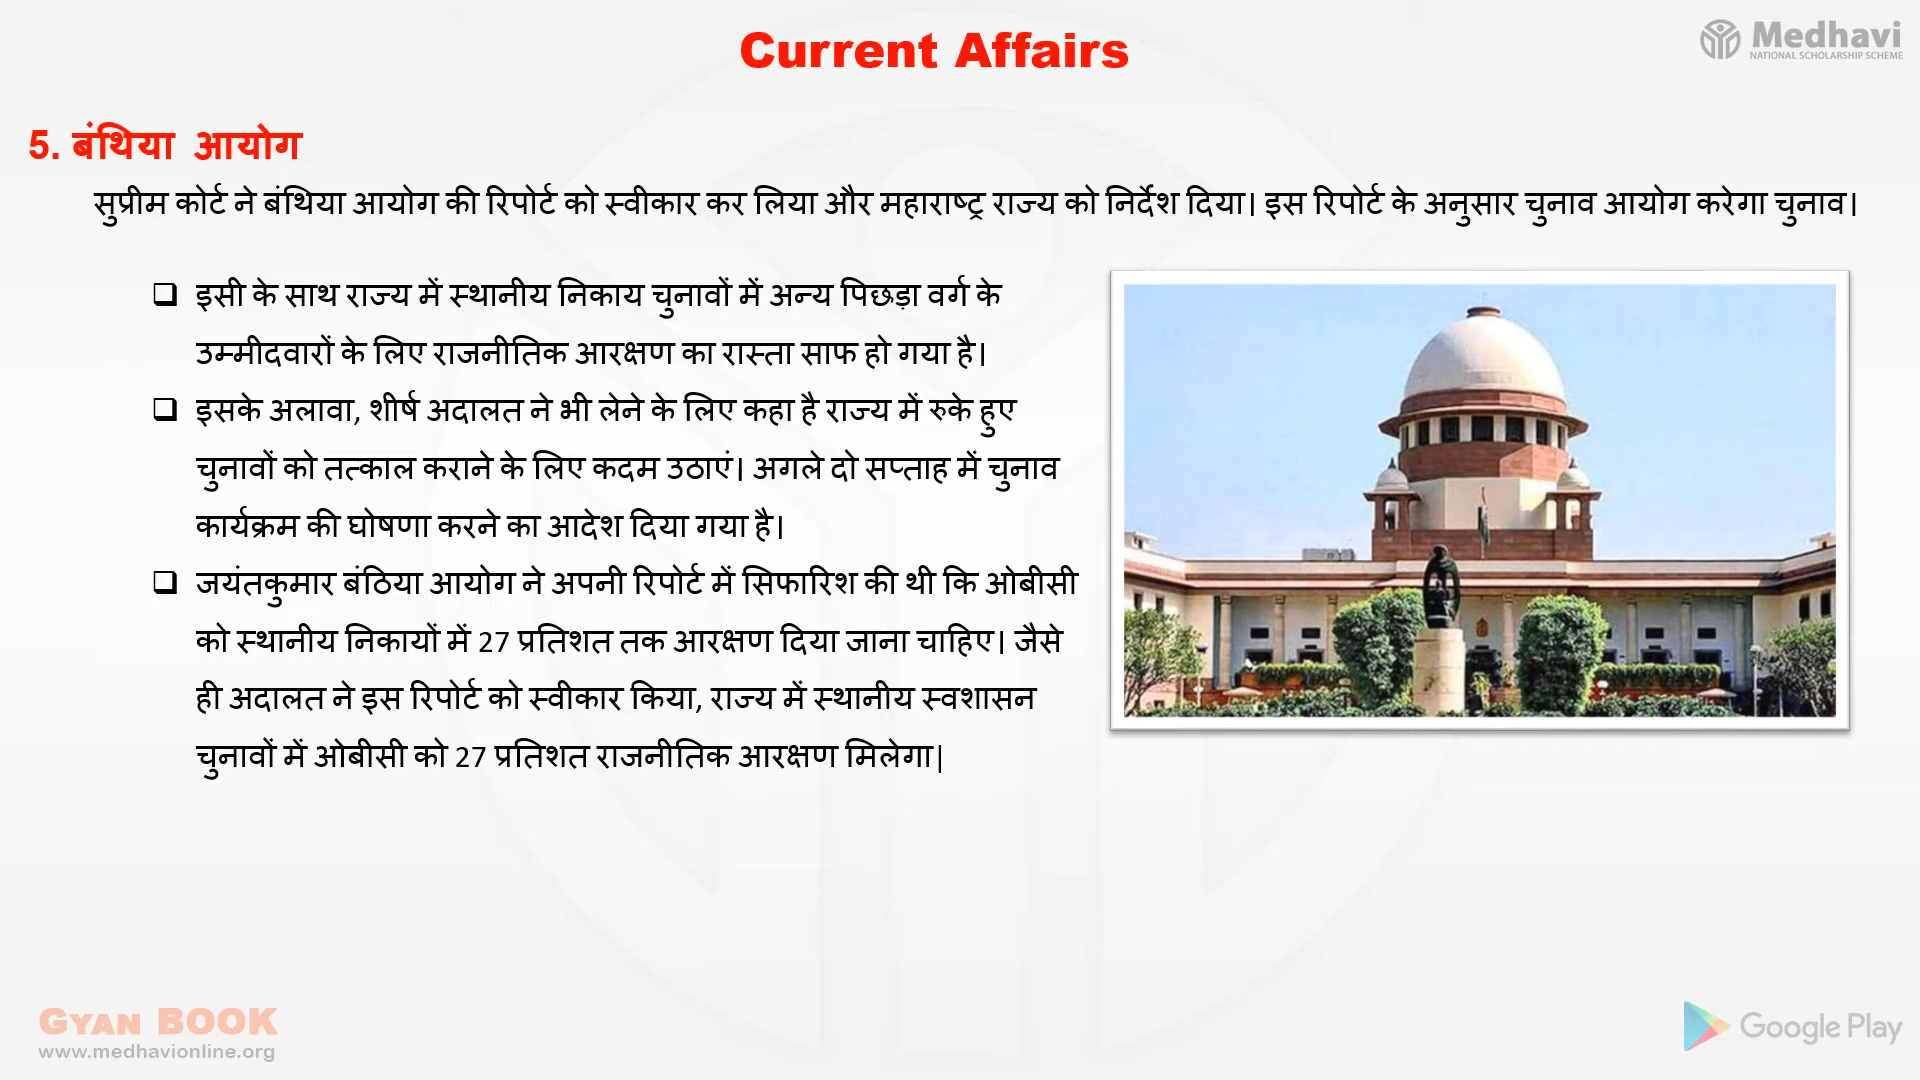 Current Affairs
Medhavi
NATIONAL SCHOLARSHIP SCHEME
5. बंथिया आयोग
सुप्रीम कोर्ट ने बंथिया आयोग की रिपोर्ट को स्वीकार कर लिया और महाराष्ट्र राज्य को निर्देश दिया। इस रिपोर्ट के अनुसार चुनाव आयोग करेगा चुनाव।
इसी के साथ राज्य में स्थानीय निकाय चुनावों में अन्य पिछड़ा वर्ग के
उम्मीदवारों के लिए राजनीतिक आरक्षण का रास्ता साफ हो गया है।
इसके अलावा, शीर्ष अदालत ने भी लेने के लिए कहा है राज्य में रुके हुए
चुनावों को तत्काल कराने के लिए कदम उठाएं। अगले दो सप्ताह में चुनाव
कार्यक्रम की घोषणा करने का आदेश दिया गया है।
जयंतकुमार बंठिया आयोग ने अपनी रिपोर्ट में सिफारिश की थी कि ओबीसी
को स्थानीय निकायों में 27 प्रतिशत तक आरक्षण दिया जाना चाहिए। जैसे
ही अदालत ने इस रिपोर्ट को स्वीकार किया, राज्य में स्थानीय स्वशासन
चुनावों में ओबीसी को 27 प्रतिशत राजनीतिक आरक्षण मिलेगा|
GYAN BOOK
www.medhavionline.org
Google Play